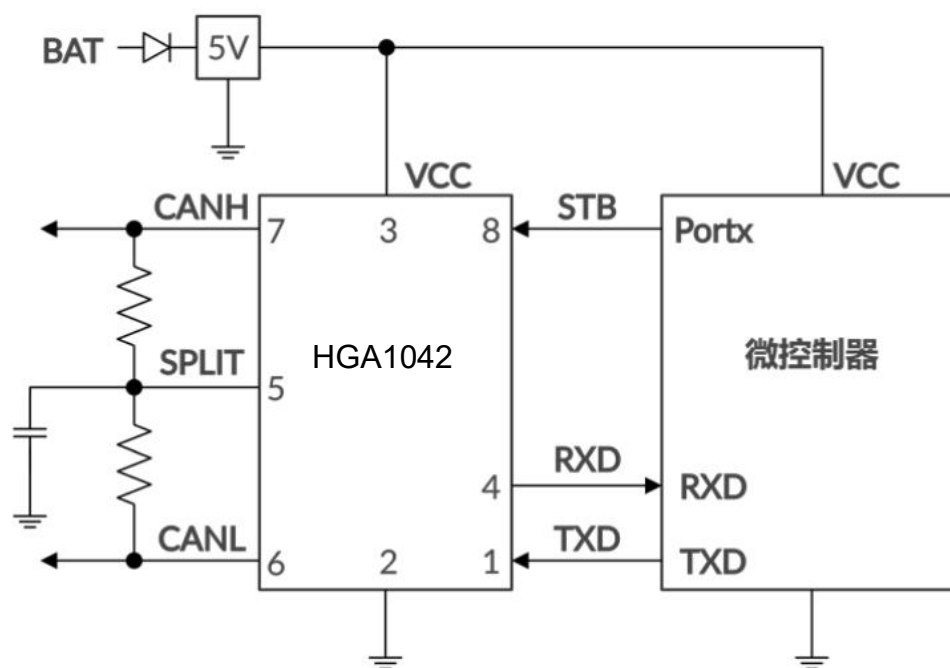 BAT
5V
VCC
VCC
CANH
7
3
8
STB
Portx
HGA1042
微控制器
SPLIT
5
4
RXD
RXD
CANL
6
2
1
TXD
TXD